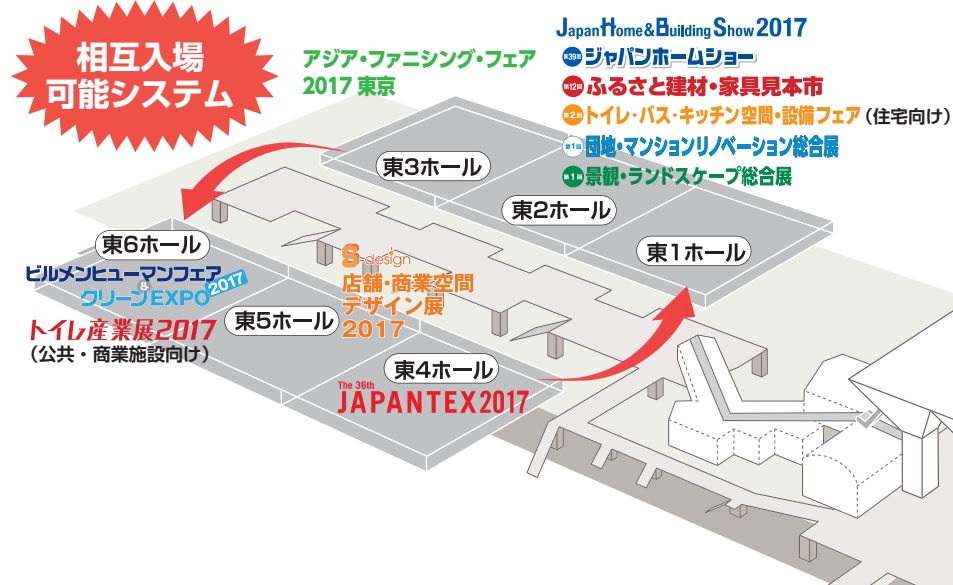 相互入場
可能システム
アジア・ファニシング・フェア
2017 東京
JapanHome&Building Show 2017
第39回 ジャパンホームショー
第12回 ふるさと建材・家具見本市
第2回 トイレ・バス・キッチン空間・設備フェア (住宅向け)
第1回 団地・マンションリノベーション総合展
第1回 景観・ランドスケープ総合展
東3ホール
東2ホール
東1ホール
東6ホール
ビルメンヒューマンフェア
&
クリーンEXPO 2017
トイレ産業展2017
(公共・商業施設向け)
S-design
店舗・商業空間
デザイン展
2017
東5ホール
東4ホール
The 36th
JAPANTEX2017